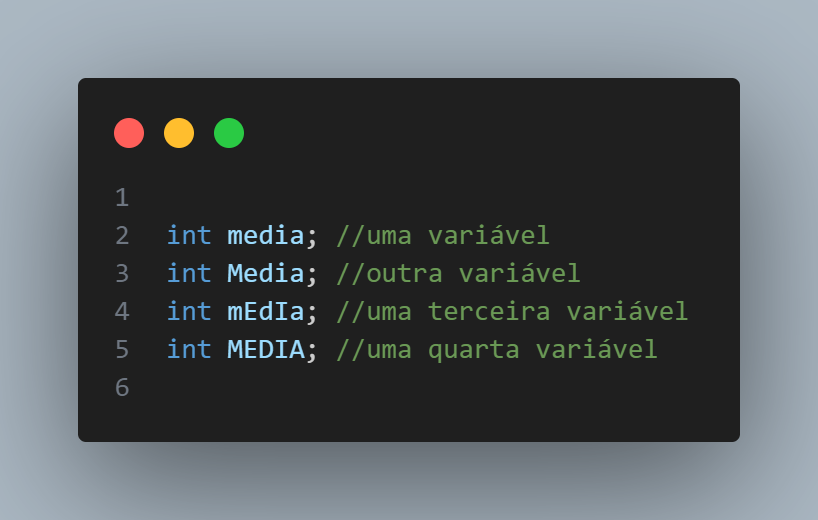 1
2 int media; //uma variável
3 int Media; //outra variável
4 int mEdIa; //uma terceira variável
5 int MEDIA; //uma quarta variável
6